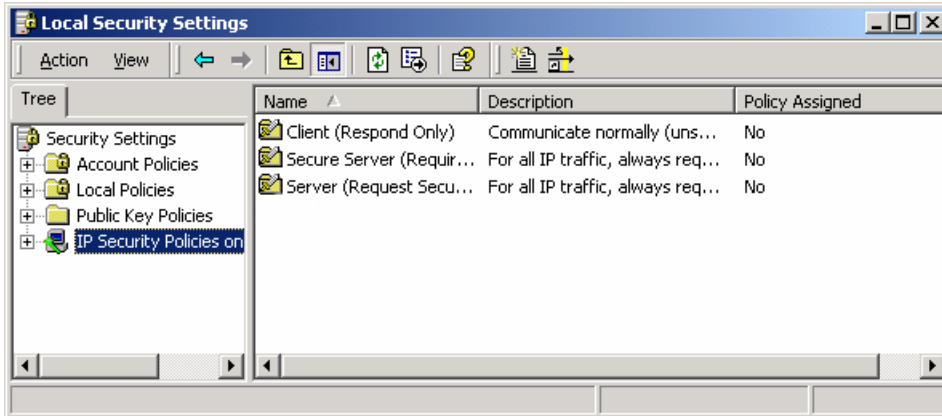 Local Security Settings
Action View
Tree
Security Settings
Account Policies
Local Policies
Public Key Policies
IP Security Policies on
Name Description Policy Assigned
Client (Respond Only) Communicate normally (uns... No
Secure Server (Requir... For all IP traffic, always req... No
Server (Request Secu... For all IP traffic, always req... No